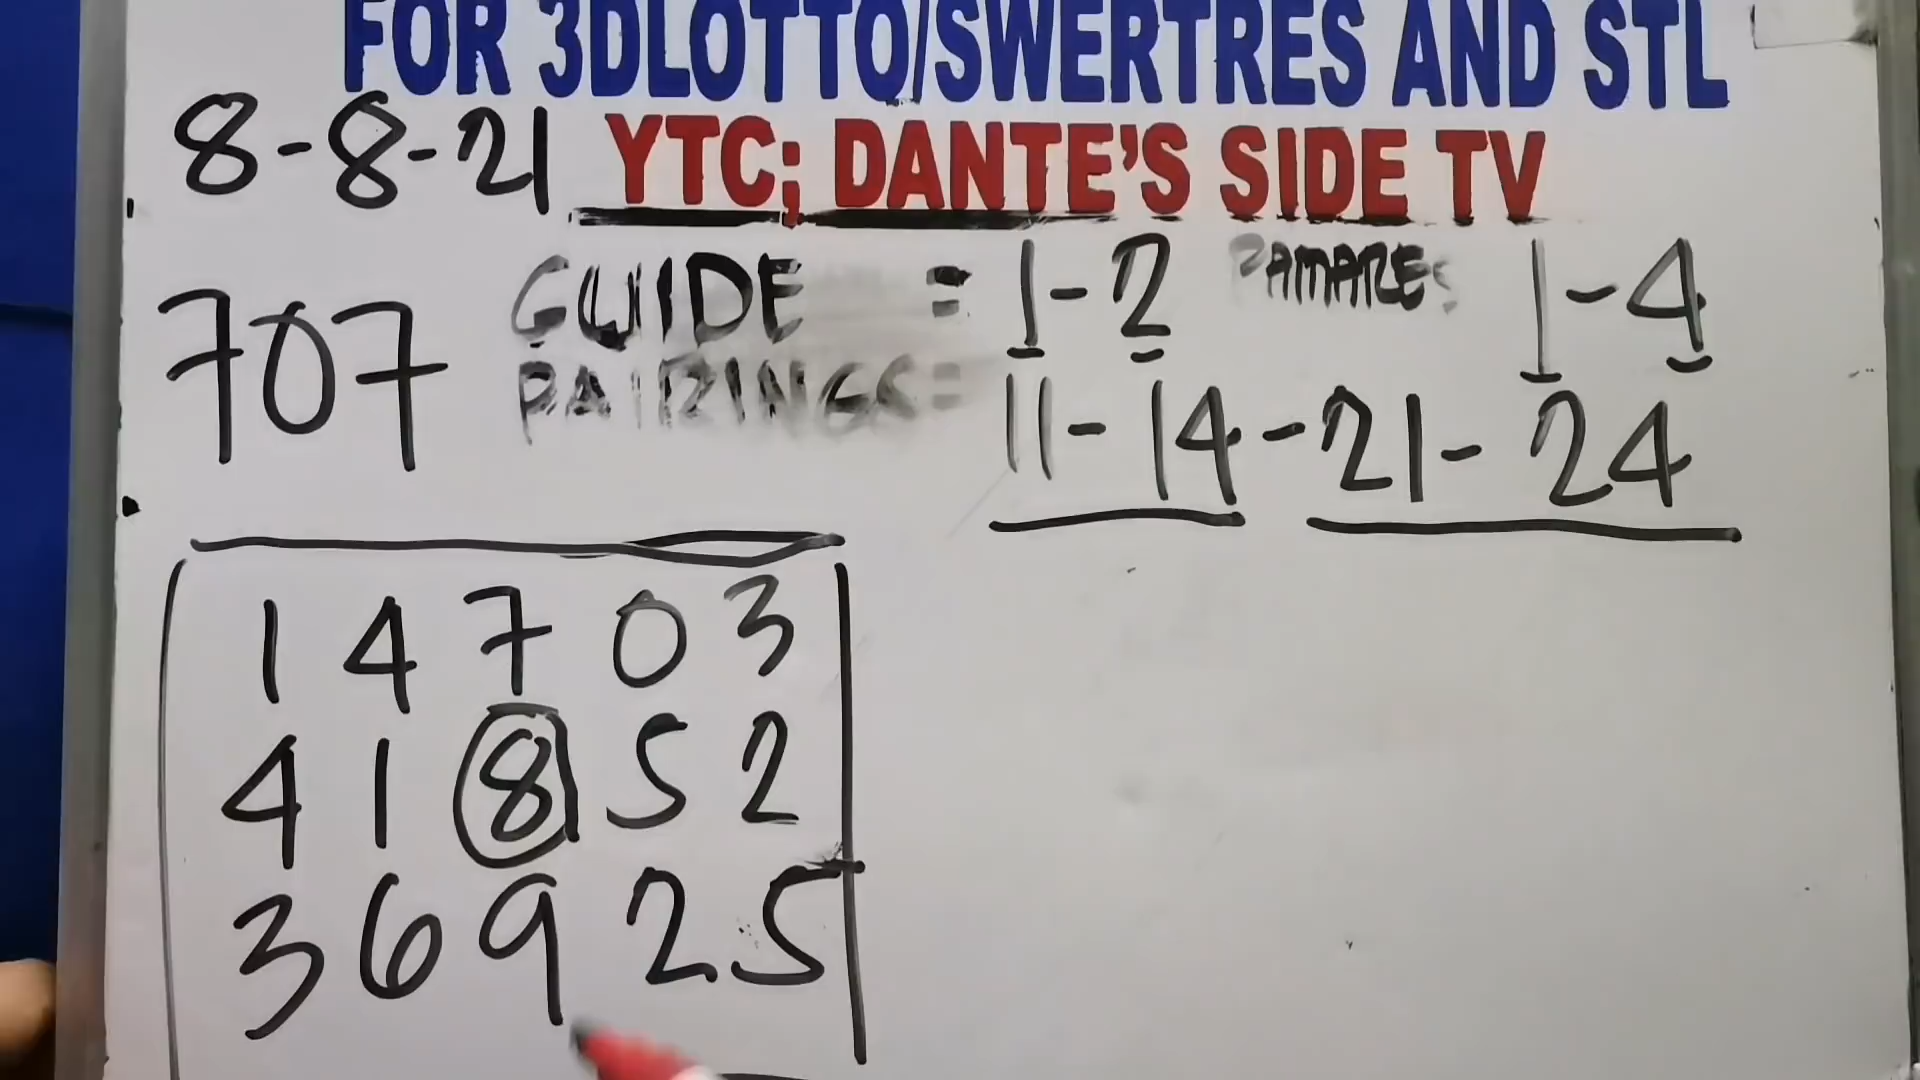 FOR 3DLOTTO/SWERTRES AND STL
8-8-21 YTC; DANTE'S SIDE TV
707 GUIDE = 1-2 PAMARES 1-4
PAIRINGS= 11-14-21-24
1 4 7 0 3
4 1 8 5 2
3 6 9 2 5